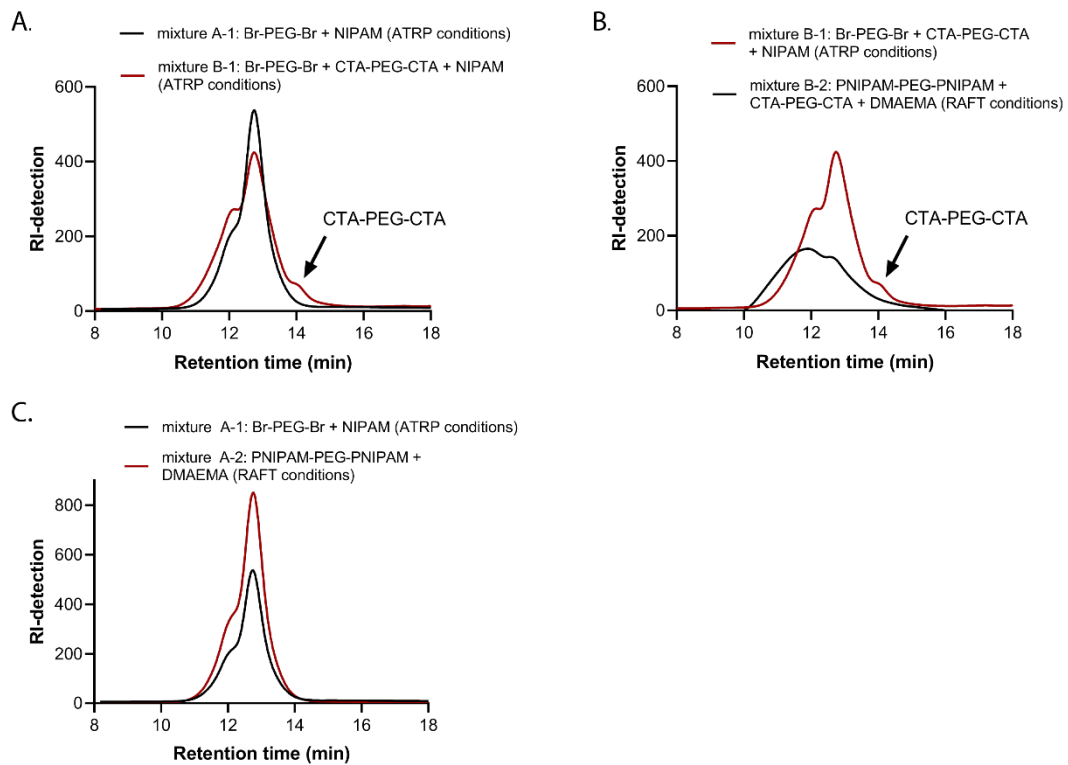 A.
mixture A-1: Br-PEG-Br + NIPAM (ATRP conditions)
mixture B-1: Br-PEG-Br + CTA-PEG-CTA + NIPAM
(ATRP conditions)
600
400
200
0
RI-detection
CTA-PEG-CTA
8 10 12 14 16 18
Retention time (min)
B.
mixture B-1: Br-PEG-Br + CTA-PEG-CTA
+ NIPAM (ATRP conditions)
mixture B-2: PNIPAM-PEG-PNIPAM +
CTA-PEG-CTA + DMAEMA (RAFT conditions)
600
400
200
0
RI-detection
CTA-PEG-CTA
8 10 12 14 16 18
Retention time (min)
C.
mixture A-1: Br-PEG-Br + NIPAM (ATRP conditions)
mixture A-2: PNIPAM-PEG-PNIPAM +
DMAEMA (RAFT conditions)
800
600
400
200
0
RI-detection
8 10 12 14 16 18
Retention time (min)